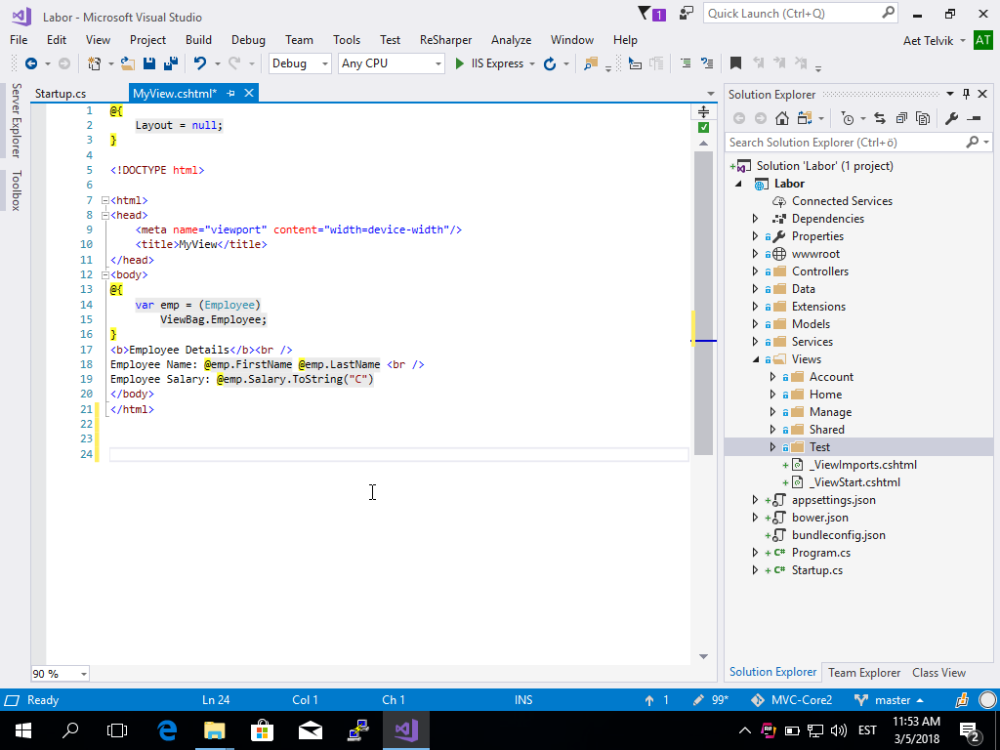 Labor - Microsoft Visual Studio
1
Quick Launch (Ctrl+Q)
File Edit View Project Build Debug Team Tools Test ReSharper Analyze Window Help
Aet Telvik AT
Debug Any CPU IIS Express
Server Explorer
Toolbox
Startup.cs MyView.cshtml*
1 @{
2 Layout = null;
3 }
4
5 <!DOCTYPE html>
6
7 <html>
8 <head>
9 <meta name="viewport" content="width=device-width"/>
10 <title>MyView</title>
11 </head>
12 <body>
13 @{
14 var emp = (Employee)
15 ViewBag.Employee;
16 }
17 <b>Employee Details</b><br />
18 Employee Name: @emp.FirstName @emp.LastName <br />
19 Employee Salary: @emp.Salary.ToString("C")
20 </body>
21 </html>
22
23
24
90 %
Solution Explorer
Search Solution Explorer (Ctrl+ö)
Solution 'Labor' (1 project)
Labor
Connected Services
Dependencies
Properties
wwwroot
Controllers
Data
Extensions
Models
Services
Views
Account
Home
Manage
Shared
Test
_ViewImports.cshtml
_ViewStart.cshtml
appsettings.json
bower.json
bundleconfig.json
C# Program.cs
C# Startup.cs
Solution Explorer Team Explorer Class View
Ready Ln 24 Col 1 Ch 1 INS 1 99* MVC-Core2 master
EST
11:53 AM
3/5/2018
2